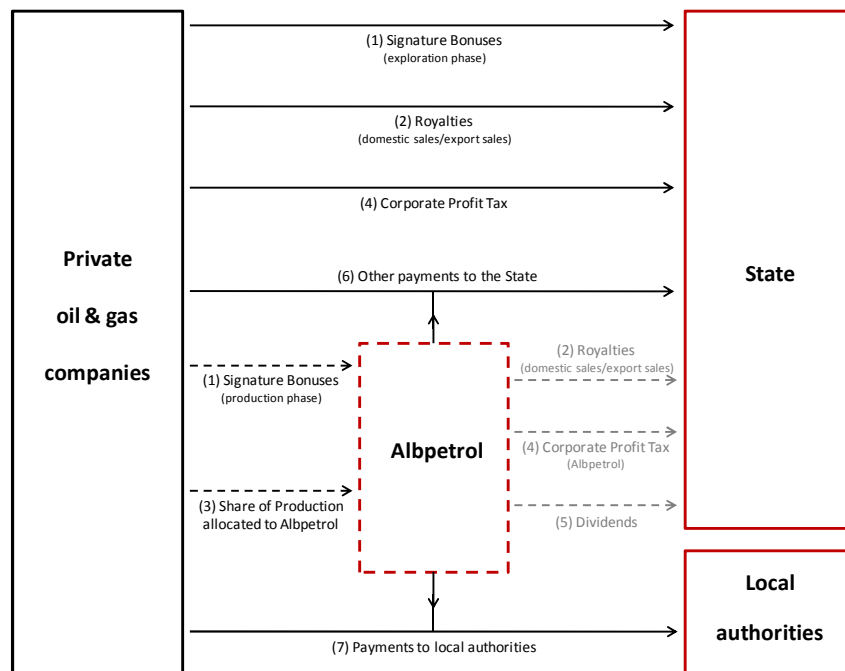 (1) Signature Bonuses
(exploration phase)
(2) Royalties
(domestic sales/export sales)
(4) Corporate Profit Tax
Private
oil & gas
companies
(6) Other payments to the State
State
(1) Signature Bonuses
(production phase)
(2) Royalties
(domestic sales/export sales)
Albpetrol
(4) Corporate Profit Tax
(Albpetrol)
(3) Share of Production
allocated to Albpetrol
(5) Dividends
Local
authorities
(7) Payments to local authorities